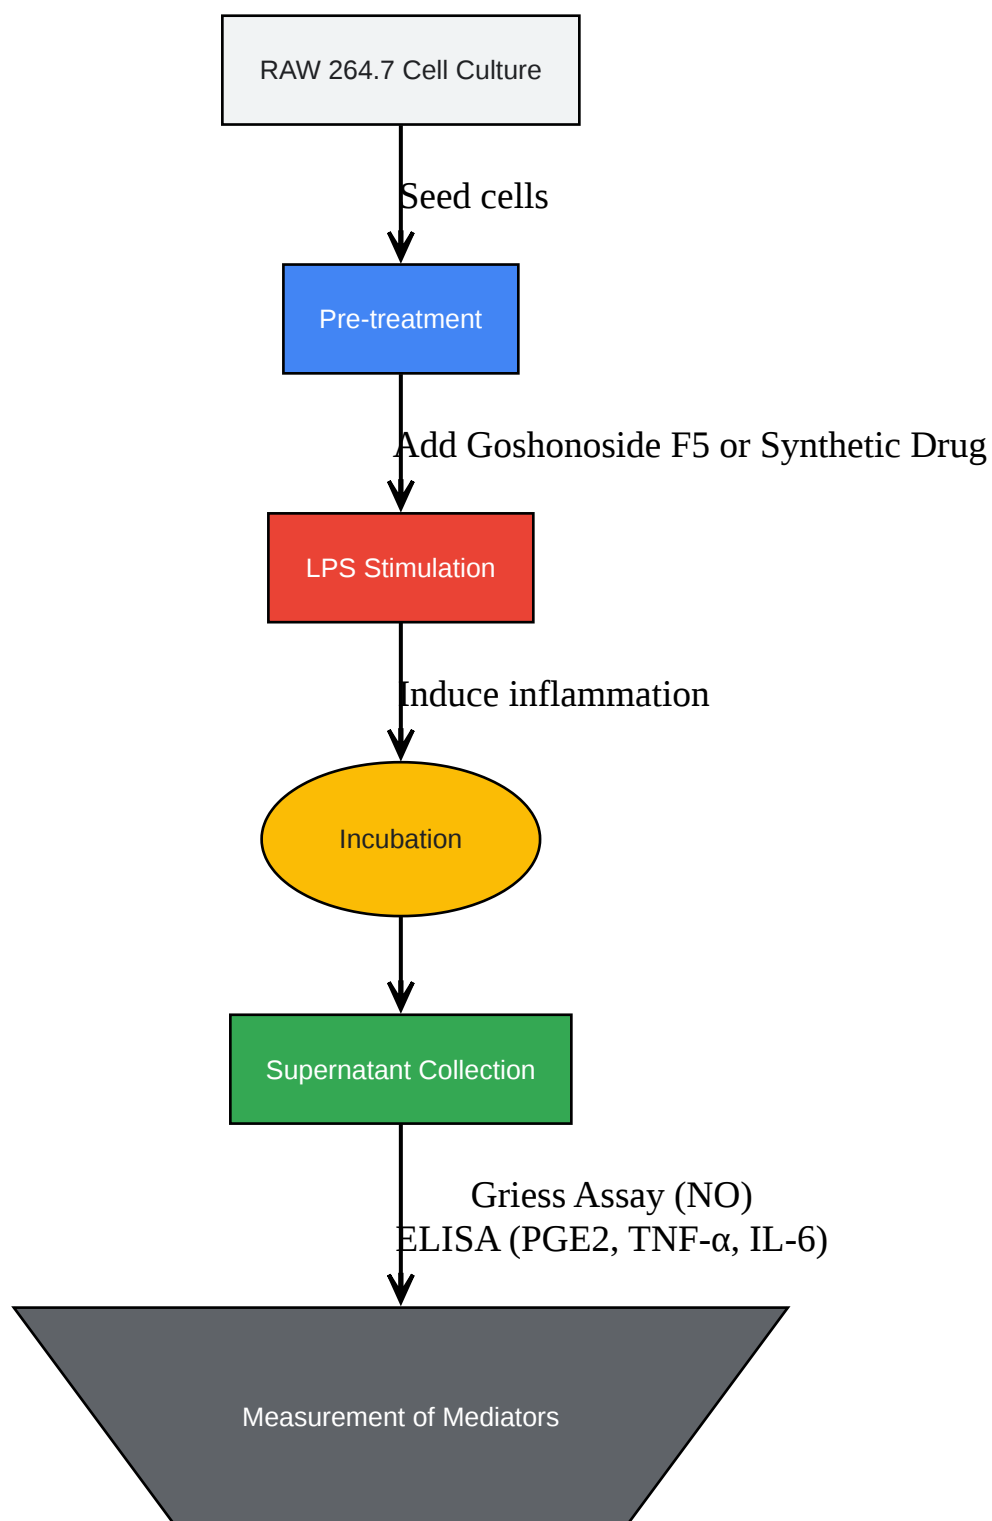 RAW 264.7 Cell Culture
Seed cells
Pre-treatment
Add Goshonoside F5 or Synthetic Drug
LPS Stimulation
Induce inflammation
Incubation
Supernatant Collection
Griess Assay (NO)
ELISA (PGE2, TNF-α, IL-6)
Measurement of Mediators